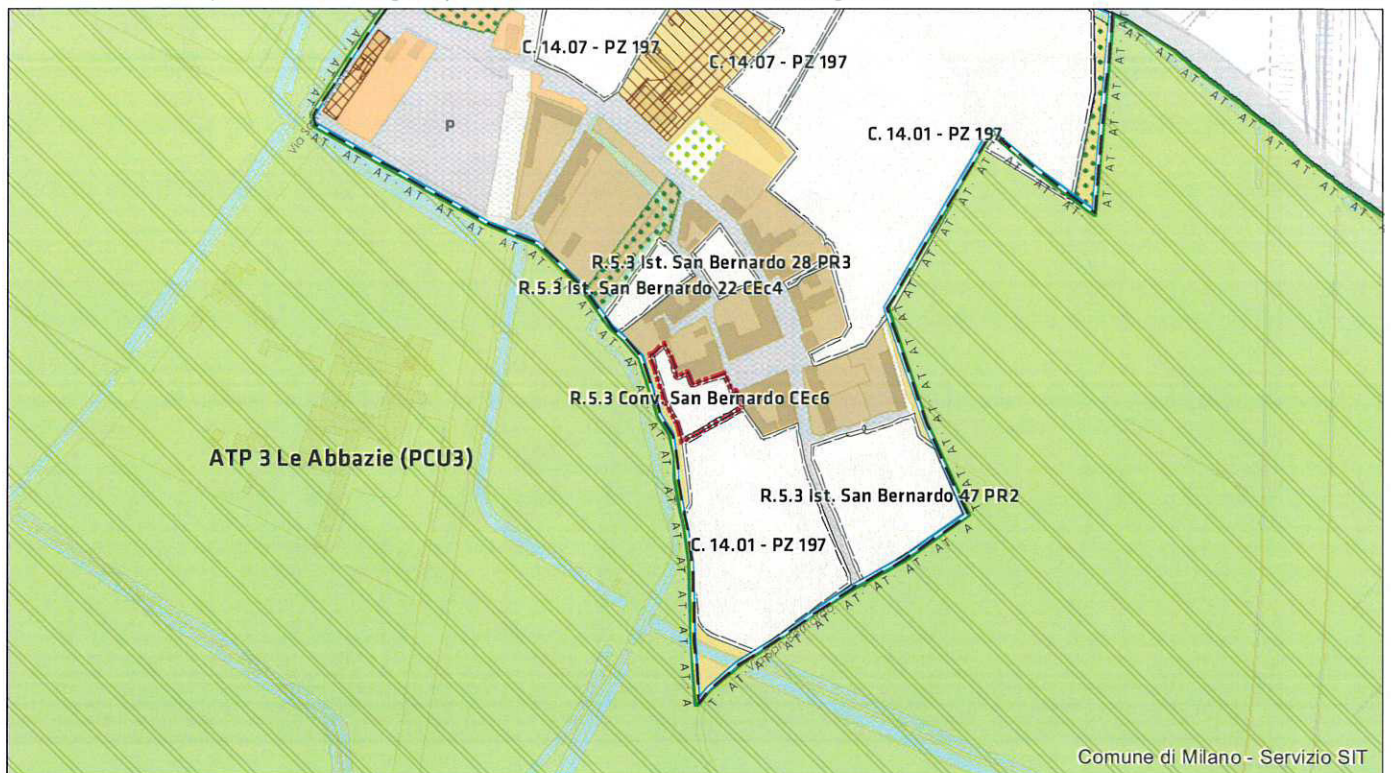 C. 14.07 - PZ 197
C. 14.07 - PZ 197
P
C. 14.01 - PZ 197
R.5.3 Ist. San Bernardo 28 PR3
R.5.3 Ist. San Bernardo 22 CEc4
R.5.3 Conv. San Bernardo CEc6
ATP 3 Le Abbazie (PCU3)
R.5.3 Ist. San Bernardo 47 PR2
C. 14.01 - PZ 197
Comune di Milano - Servizio SIT